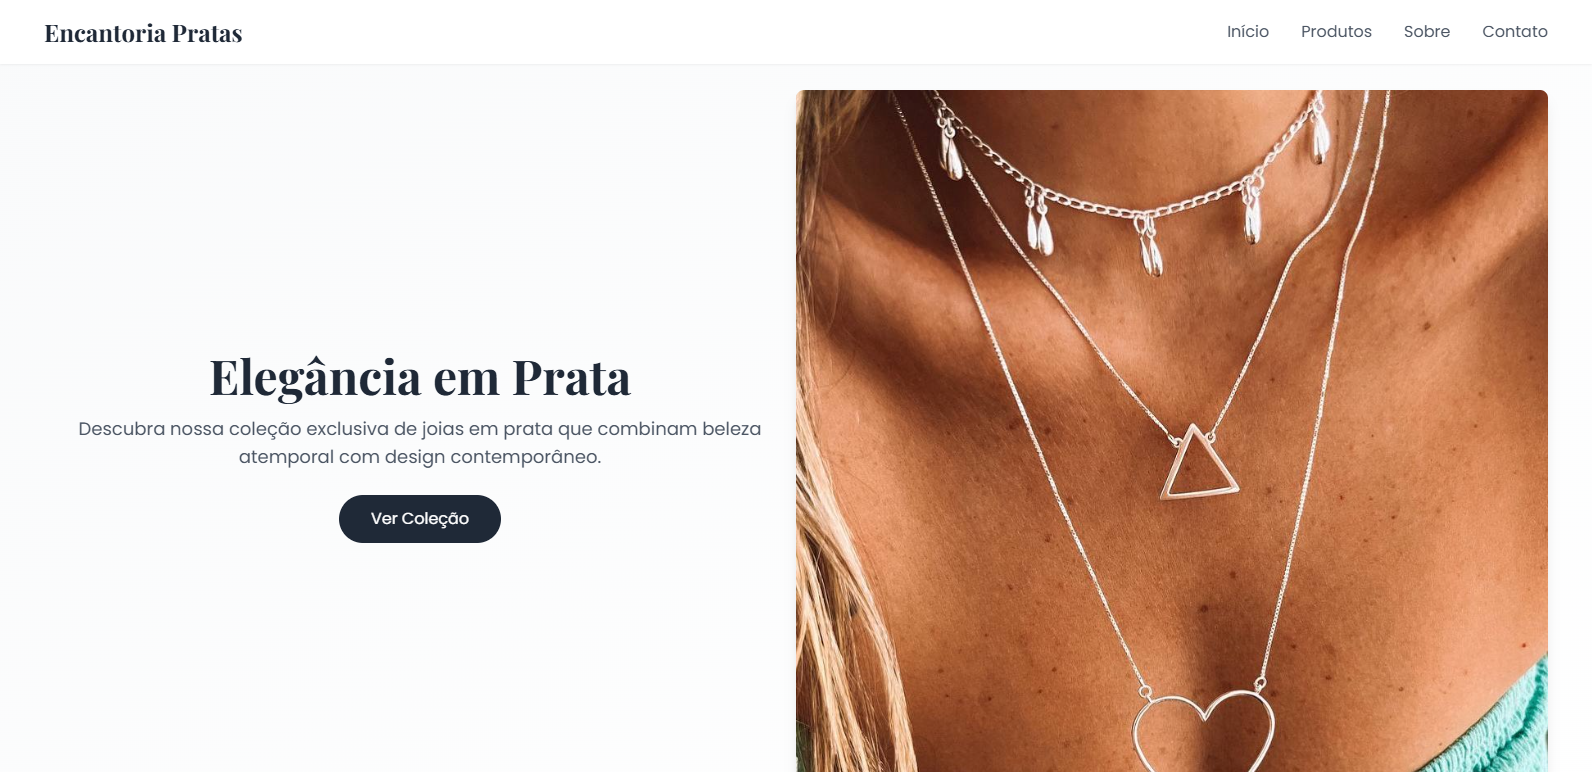 Encantoria Pratas
Início Produtos Sobre Contato
Elegância em Prata
Descubra nossa coleção exclusiva de joias em prata que combinam beleza
atemporal com design contemporâneo.
Ver Coleção